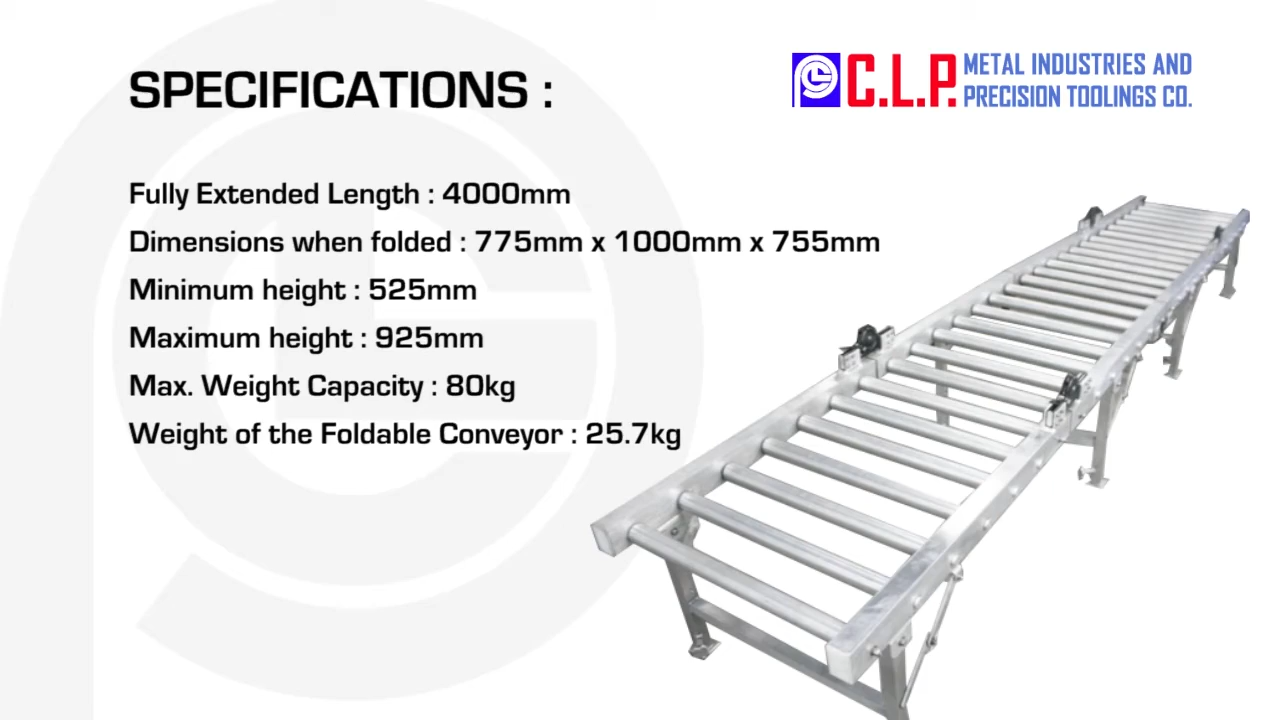 SPECIFICATIONS :
C.L.P. METAL INDUSTRIES AND
PRECISION TOOLINGS CO.
Fully Extended Length : 4000mm
Dimensions when folded : 775mm x 1000mm x 755mm
Minimum height : 525mm
Maximum height : 925mm
Max. Weight Capacity : 80kg
Weight of the Foldable Conveyor : 25.7kg